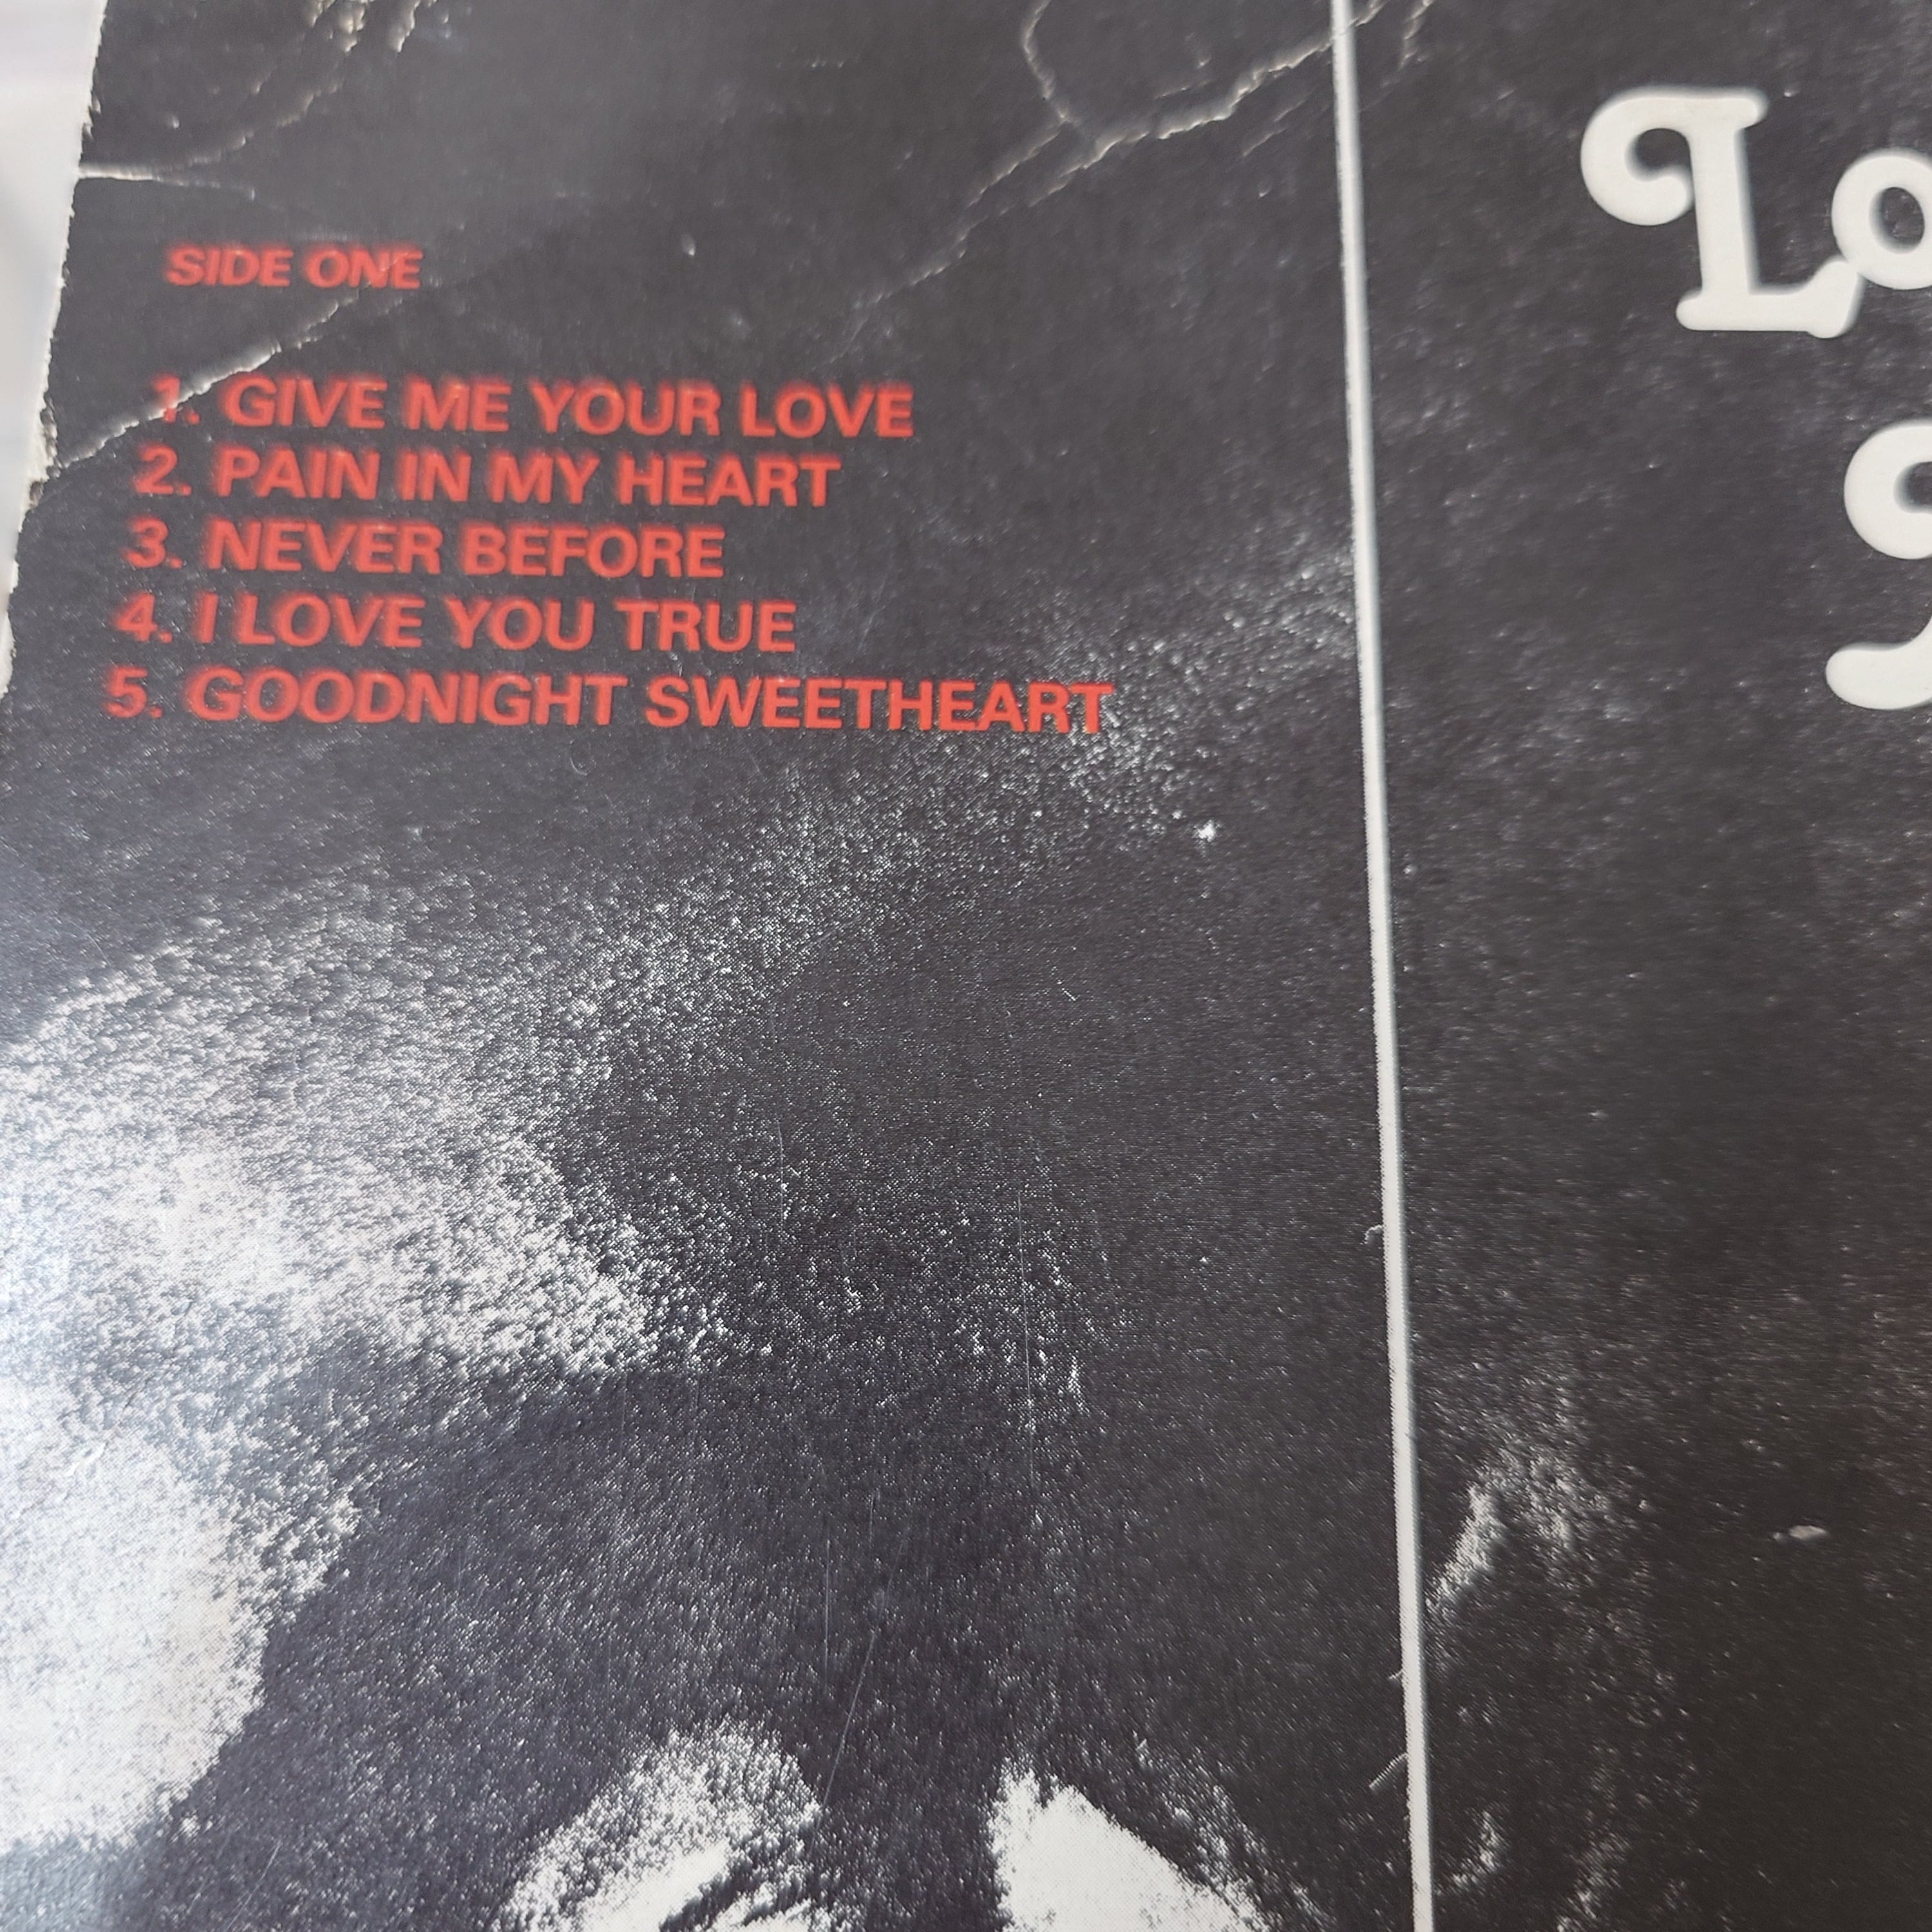 SIDE ONE
1. GIVE ME YOUR LOVE
2. PAIN IN MY HEART
3. NEVER BEFORE
4. I LOVE YOU TRUE
5. GOODNIGHT SWEETHEART
Lo